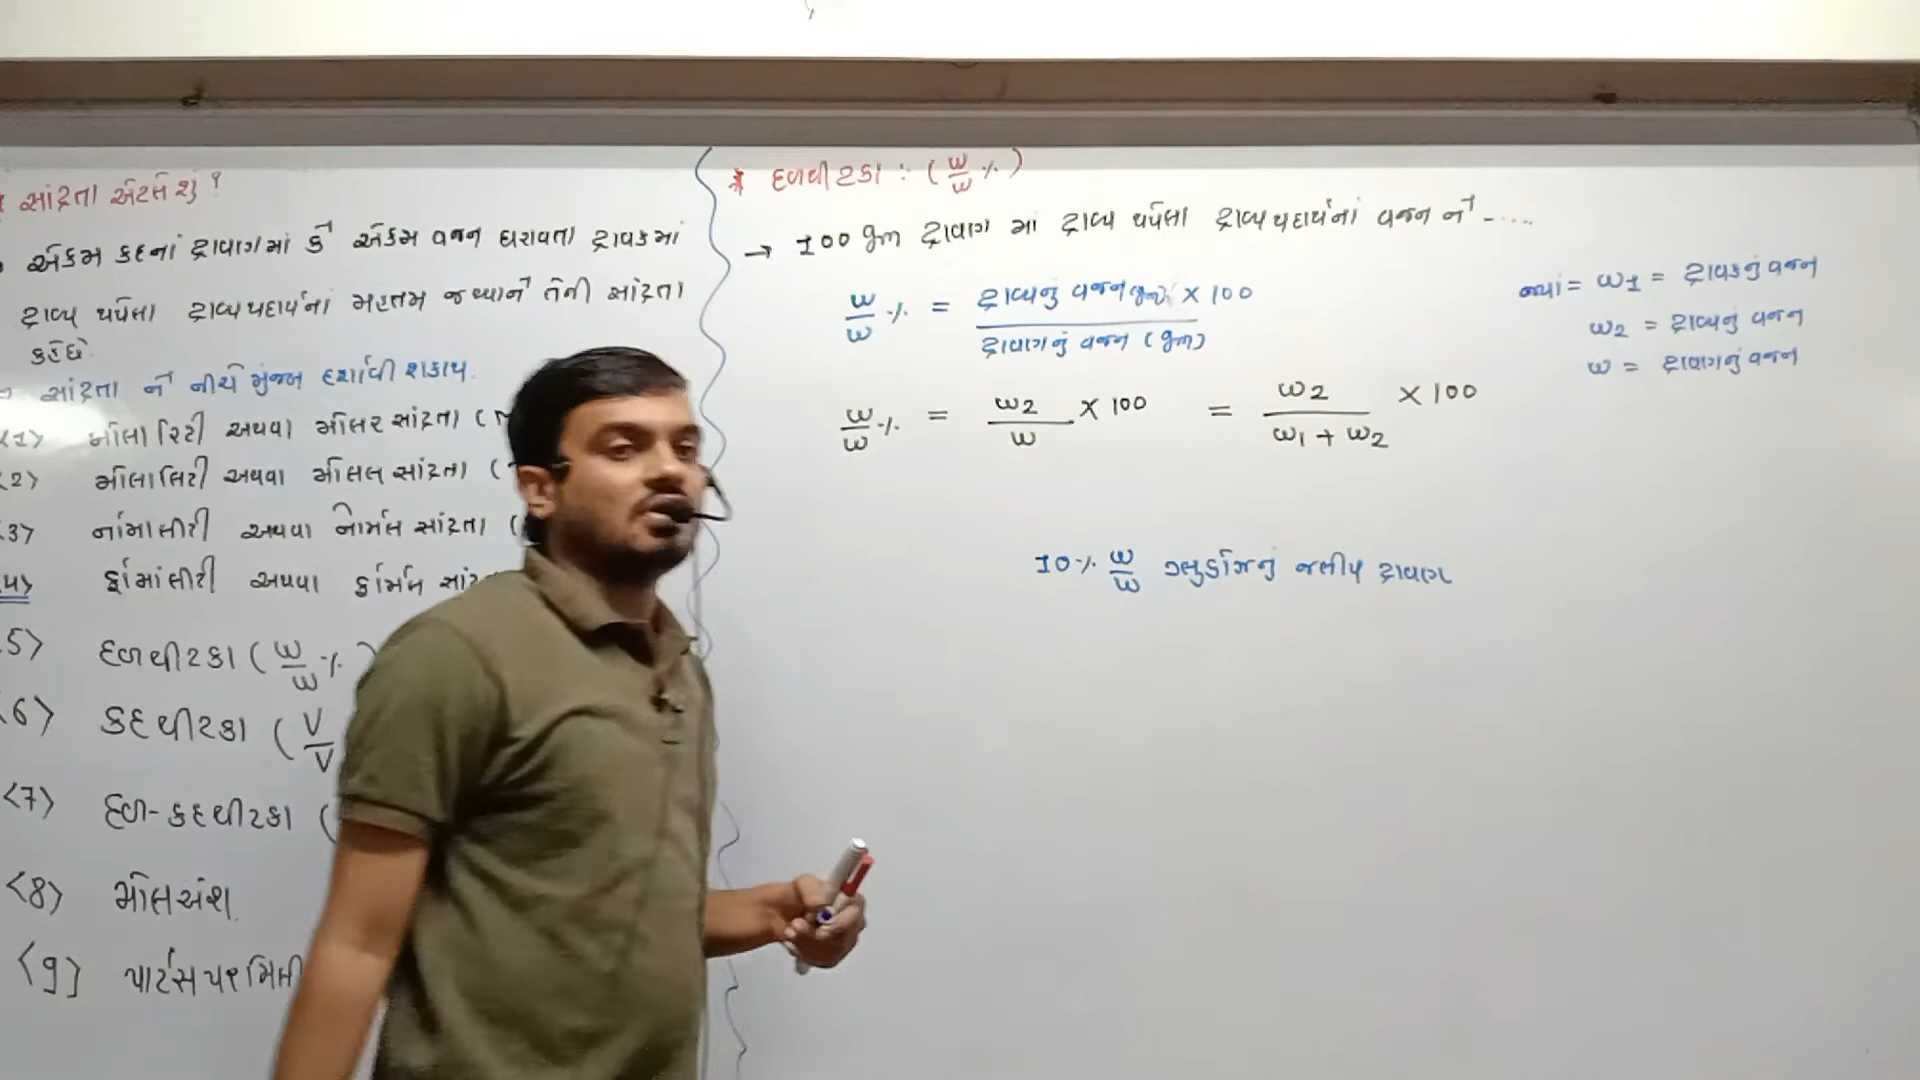 * સાંદ્રતા એટલે શું ?
એકમ કદનાં દ્રાવણમાં કે એકમ વજન ધરાવતા દ્રાવકમાં
દ્રાવ્ય થયેલા દ્રાવ્યપદાર્થનાં મહત્તમ જથ્થાને તેની સાંદ્રતા
કહે છે.
સાંદ્રતા ને નીચે મુજબ દર્શાવી શકાય.
<1> મોલારિટી અથવા મોલર સાંદ્રતા (
<2> મોલાલિટી અથવા મોલલ સાંદ્રતા (
<3> નોર્માલીટી અથવા નોર્મલ સાંદ્રતા (
<4> ફોર્માલીટી અથવા ફોર્મલ
5> દળથી ટકા ( w/w %
<6> કદથી ટકા ( V/V
<7> દળ-કદથી ટકા (
<8> મોલઅંશ.
<9] પાર્ટસ પર મિલી
* દળથી ટકા : ( w/w % )
→ 100 gm દ્રાવણ માં દ્રાવ્ય થયેલા દ્રાવ્યપદાર્થનાં વજન ને -.....
w/w % = દ્રાવ્યનું વજન gm × 100 / દ્રાવણનું વજન (gm)
જ્યાં = w1 = દ્રાવકનું વજન
w2 = દ્રાવ્યનું વજન
w = દ્રાવણનું વજન
w/w % = w2/w × 100 = w2/(w1 + w2) × 100
10 % w/w ગ્લુકોઝનું જલીય દ્રાવણ